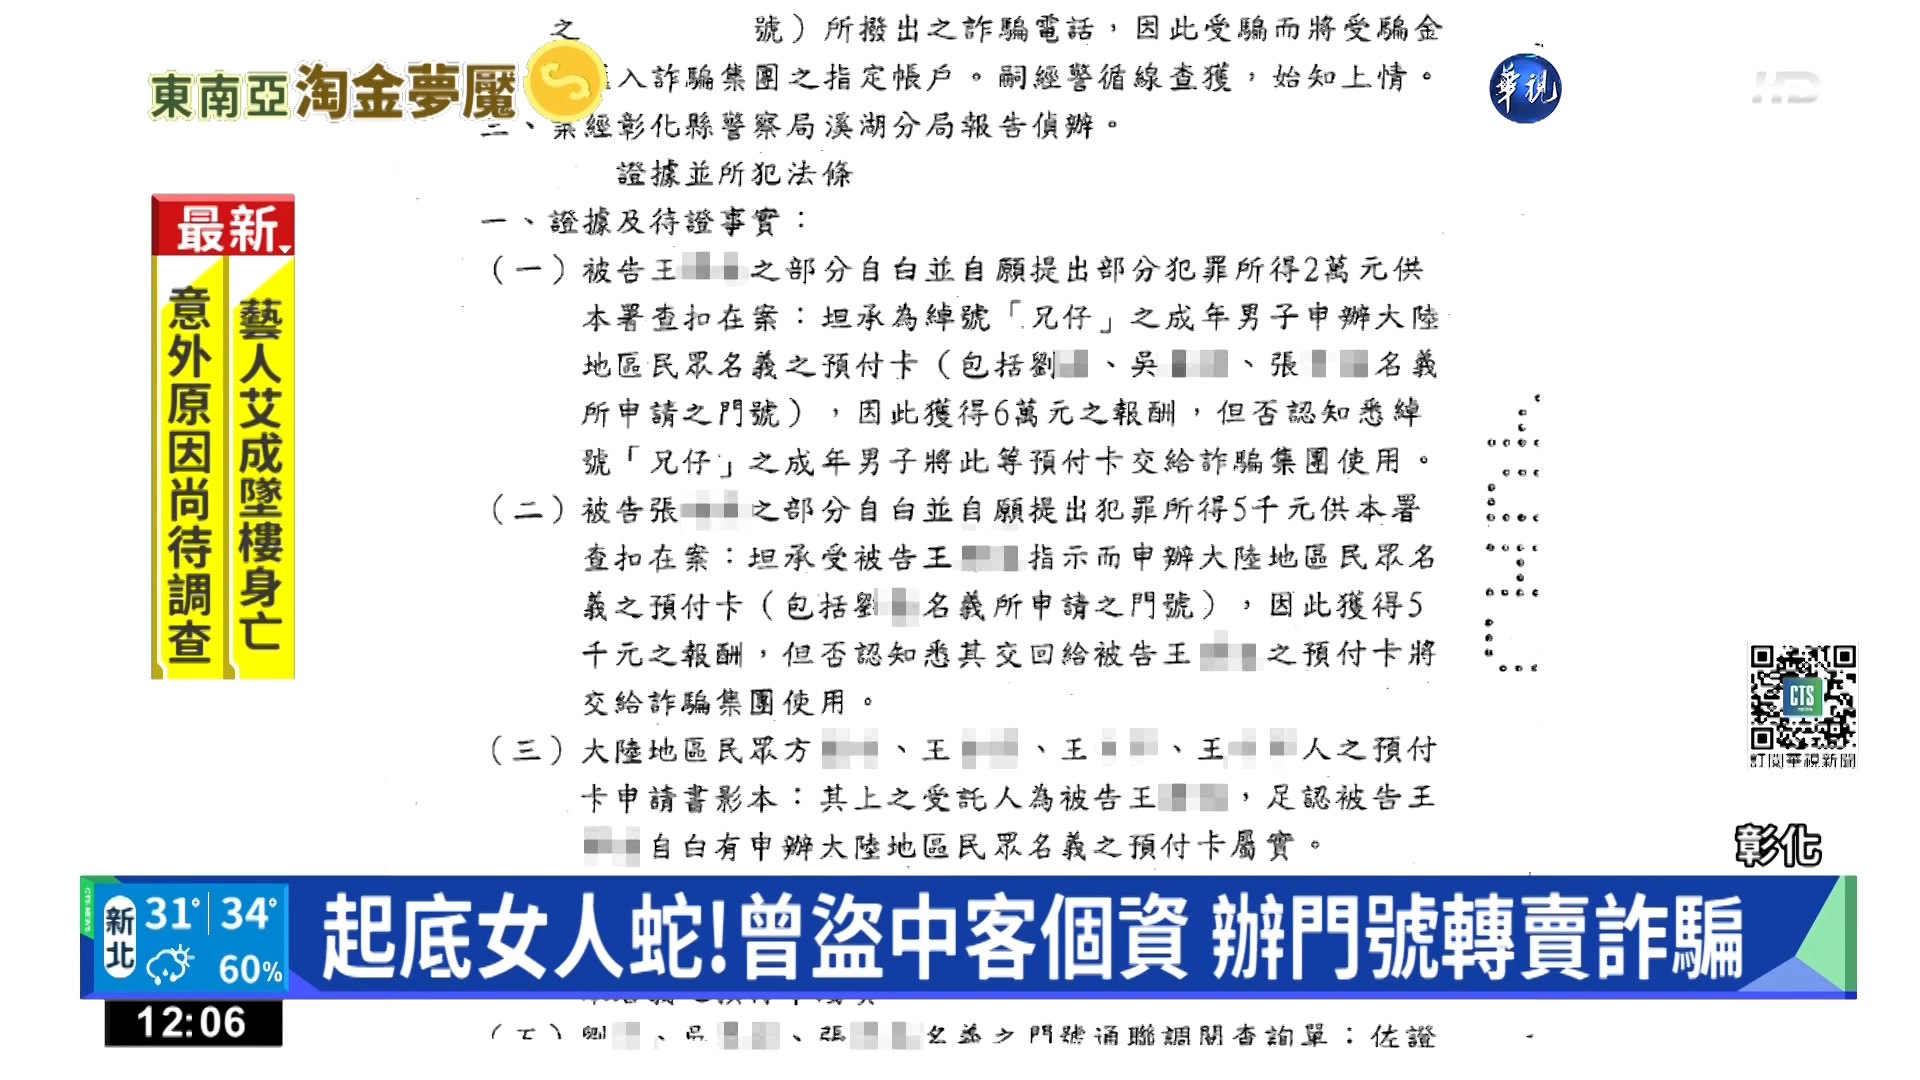 之 號）所撥出之詐騙電話，因此受騙而將受騙金
入詐騙集團之指定帳戶。嗣經警循線查獲，始知上情。
案經彰化縣警察局溪湖分局報告偵辦。
證據並所犯法條
一、證據及待證事實：
（一）被告王 之部分自白並自願提出部分犯罪所得2萬元供
本署查扣在案：坦承為綽號「兄仔」之成年男子申辦大陸
地區民眾名義之預付卡（包括劉 、吳 、張 名義
所申請之門號），因此獲得6萬元之報酬，但否認知悉綽
號「兄仔」之成年男子將此等預付卡交給詐騙集團使用。
（二）被告張 之部分自白並自願提出犯罪所得5千元供本署
查扣在案：坦承受被告王 指示而申辦大陸地區民眾名
義之預付卡（包括劉 名義所申請之門號），因此獲得5
千元之報酬，但否認知悉其交回給被告王 之預付卡將
交給詐騙集團使用。
（三）大陸地區民眾方 、王 、王 、王 人之預付
卡申請書影本：其上之受託人為被告王 ，足認被告王
自白有申辦大陸地區民眾名義之預付卡屬實。
（五）劉 、吳 、張 名義之門號通聯調閱查詢單：佐證
東南亞淘金夢魘
華視
HD
最新
藝人艾成墜樓身亡
意外原因尚待調查
CTS
訂閱華視新聞
彰化
新北
31° 34°
60%
起底女人蛇!曾盜中客個資 辦門號轉賣詐騙
12:06